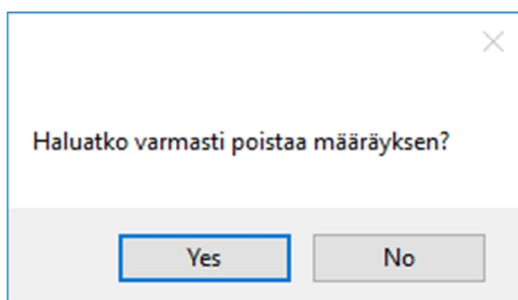 Haluatko varmasti poistaa määräyksen?
Yes No